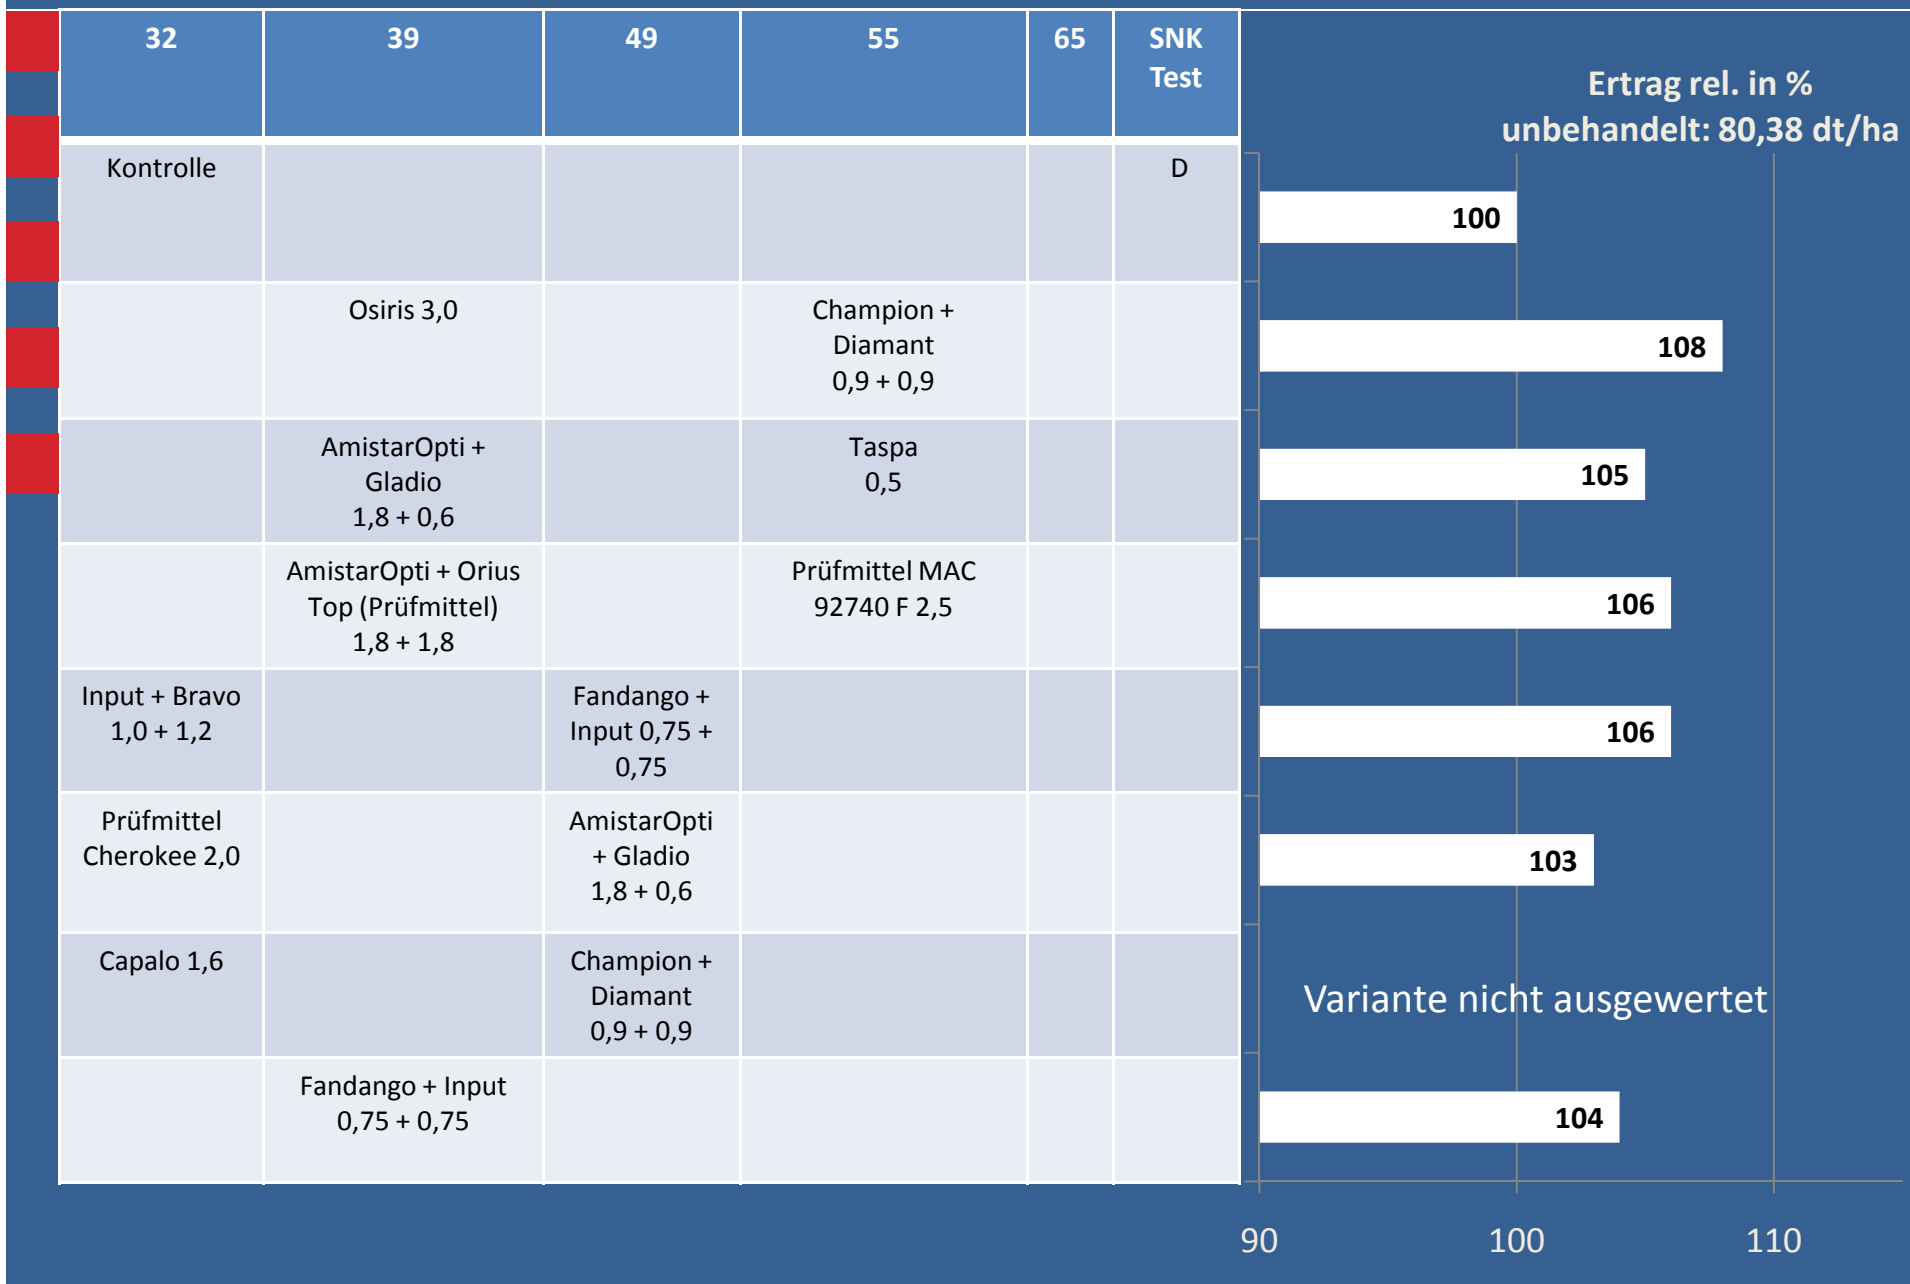 32 39 49 55 65 SNK
Test
Ertrag rel. in %
unbehandelt: 80,38 dt/ha
Kontrolle
D
100
Osiris 3,0
Champion +
Diamant
0,9 + 0,9
108
AmistarOpti +
Gladio
1,8 + 0,6
Taspa
0,5
105
AmistarOpti + Orius
Top (Prüfmittel)
1,8 + 1,8
Prüfmittel MAC
92740 F 2,5
106
Input + Bravo
1,0 + 1,2
Fandango +
Input 0,75 +
0,75
106
Prüfmittel
Cherokee 2,0
AmistarOpti
+ Gladio
1,8 + 0,6
103
Capalo 1,6
Champion +
Diamant
0,9 + 0,9
Variante nicht ausgewertet
Fandango + Input
0,75 + 0,75
104
90 100 110